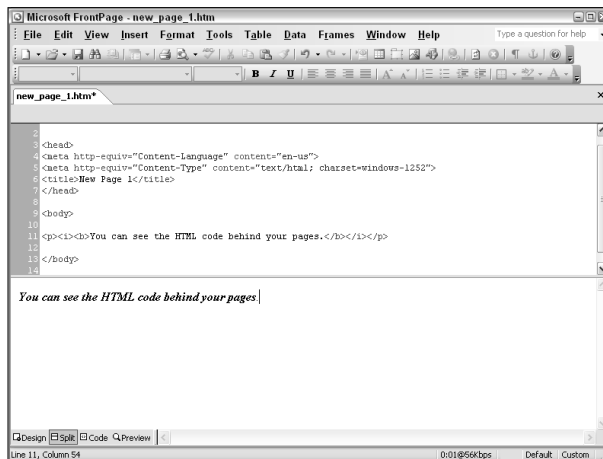 Microsoft FrontPage - new_page_1.htm
File Edit View Insert Format Tools Table Data Frames Window Help Type a question for help
B I U A A A
new_page_1.htm*
2
3 <head>
4 <meta http-equiv="Content-Language" content="en-us">
5 <meta http-equiv="Content-Type" content="text/html; charset=windows-1252">
6 <title>New Page 1</title>
7 </head>
8
9 <body>
10
11 <p><i><b>You can see the HTML code behind your pages.</b></i></p>
12
13 </body>
14
You can see the HTML code behind your pages.
Design Split Code Preview
Line 11, Column 54 0:01@56Kbps Default Custom